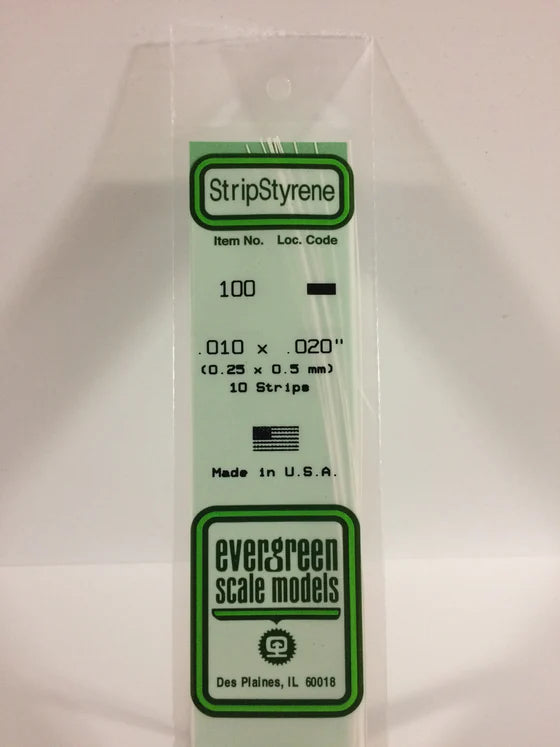 StripStyrene
Item No. Loc. Code
100
.010 x .020"
(0.25 x 0.5 mm)
10 Strips
Made in U.S.A.
evergreen
scale models
Des Plaines, IL 60018